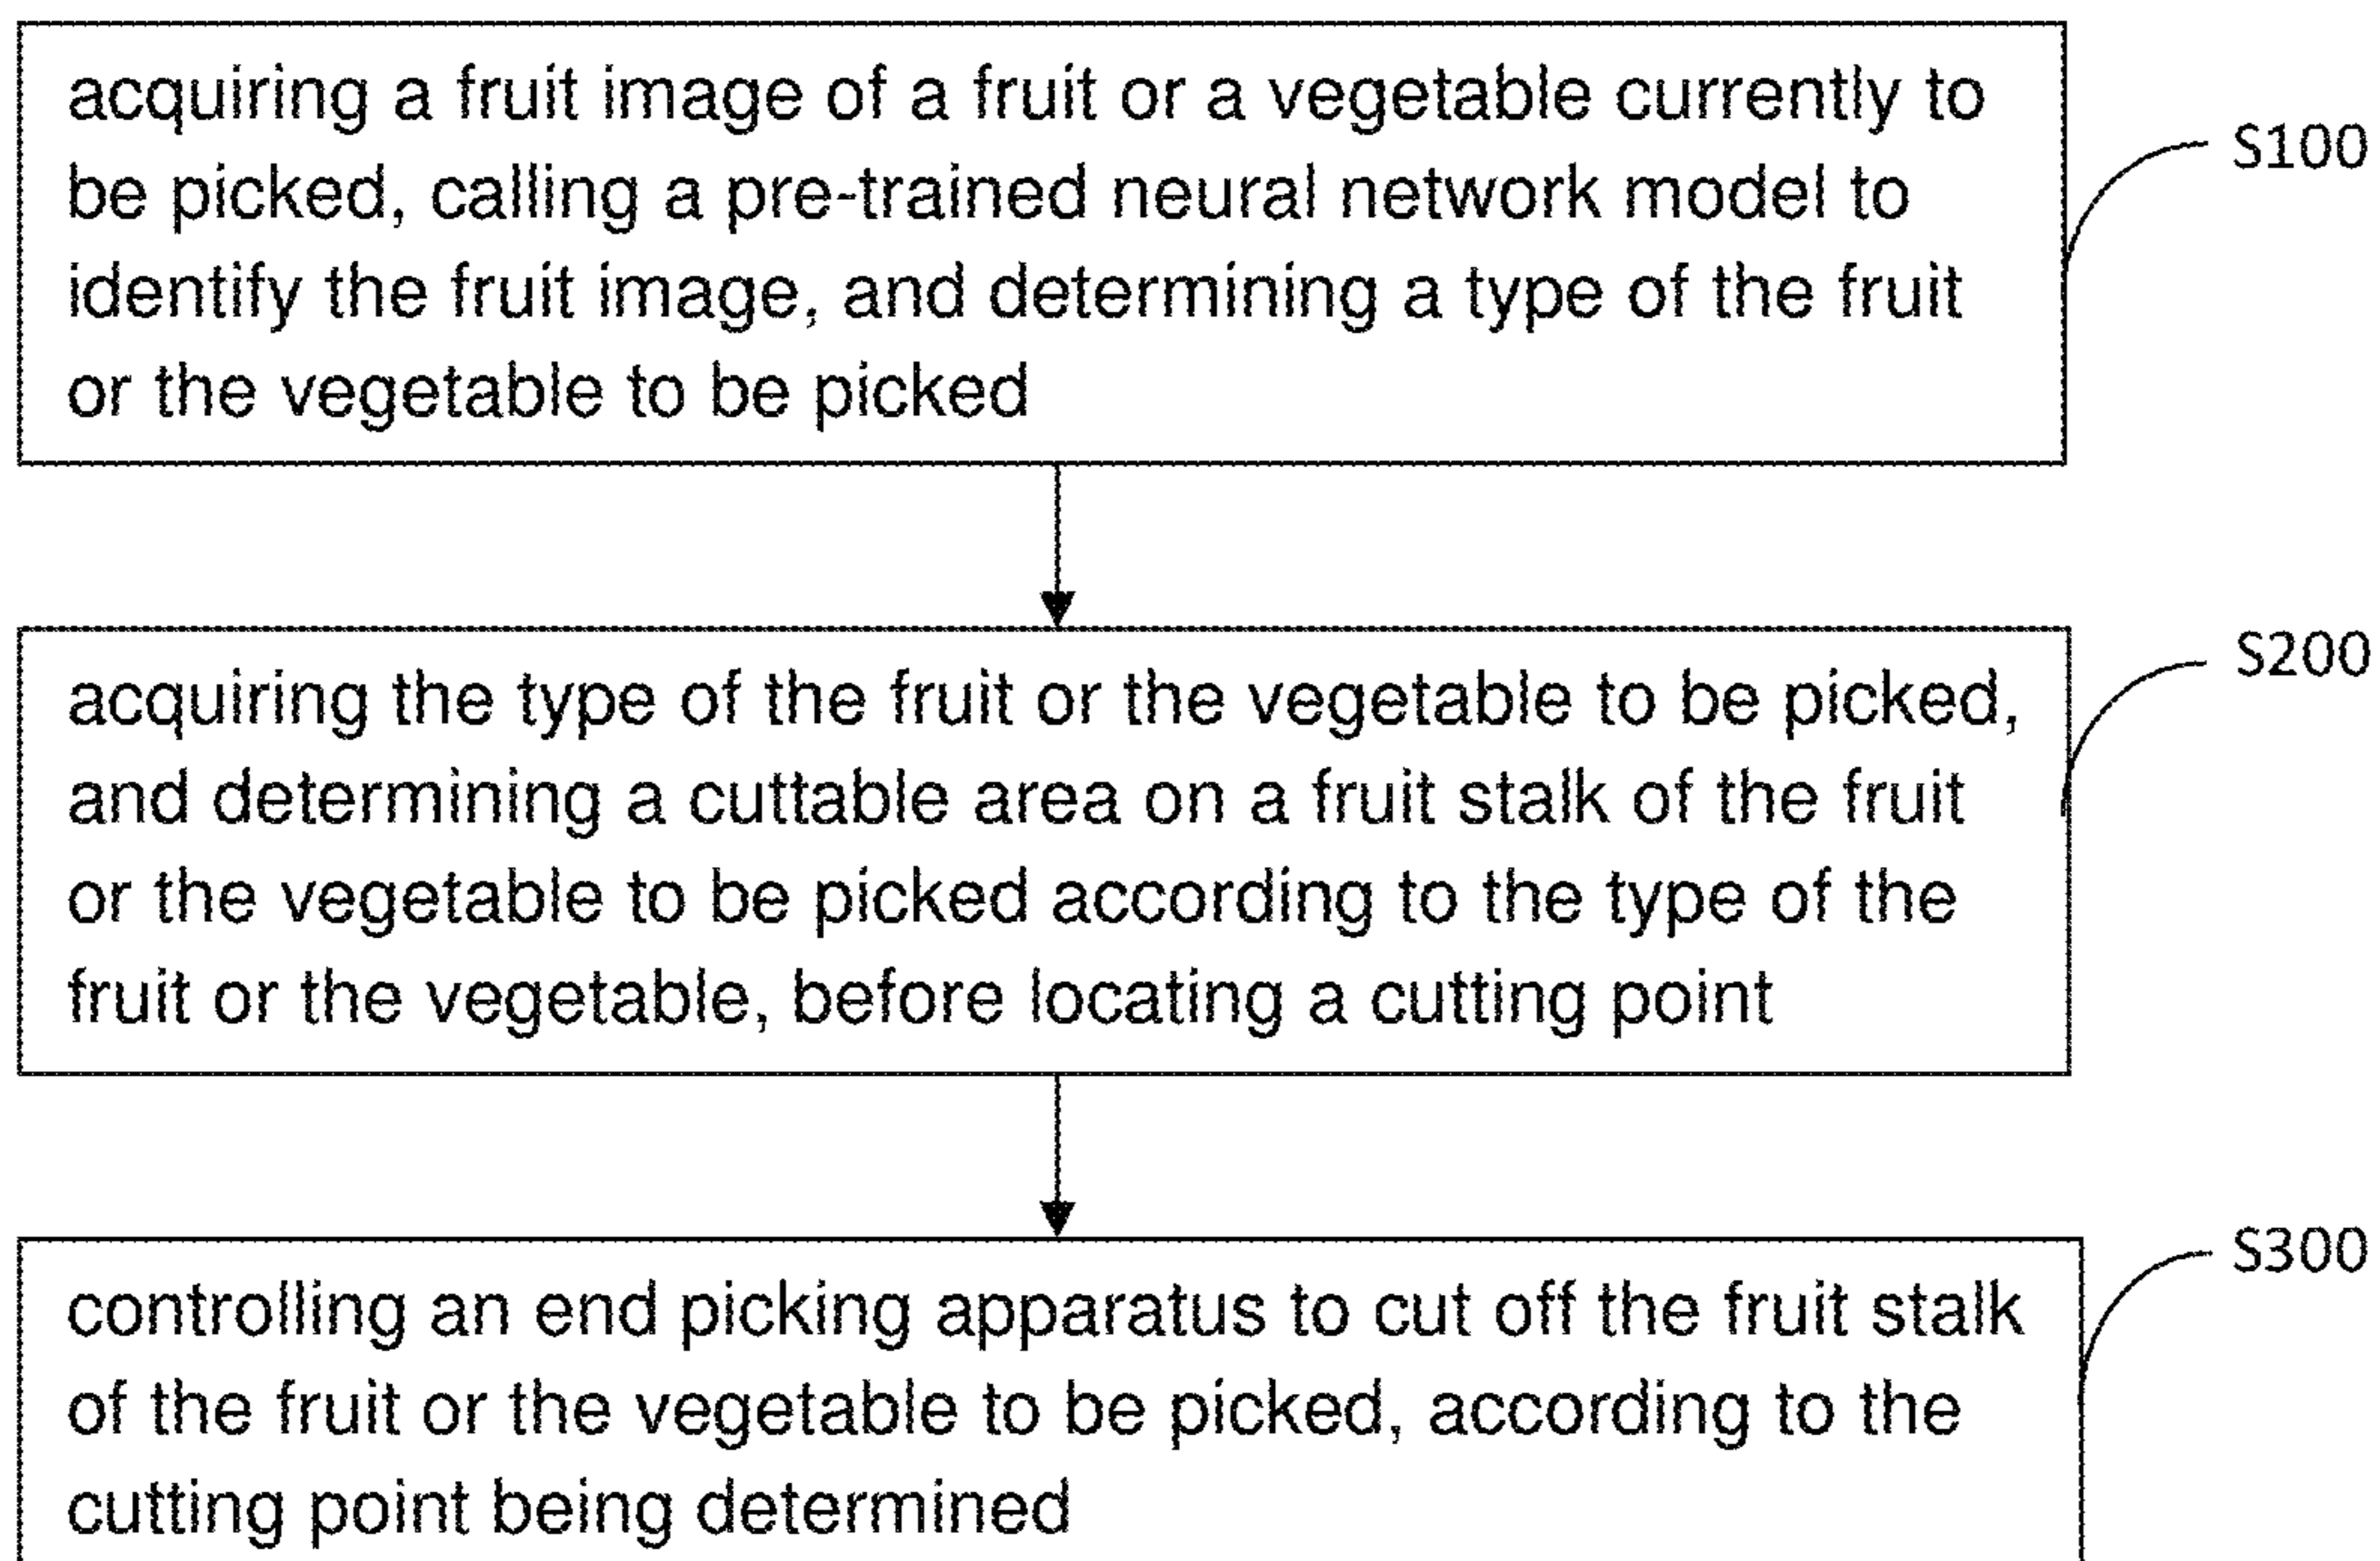 acquiring a fruit image of a fruit or a vegetable currently to
be picked, calling a pre-trained neural network model to
identify the fruit image, and determining a type of the fruit
or the vegetable to be picked
S100
acquiring the type of the fruit or the vegetable to be picked,
and determining a cuttable area on a fruit stalk of the fruit
or the vegetable to be picked according to the type of the
fruit or the vegetable, before locating a cutting point
S200
controlling an end picking apparatus to cut off the fruit stalk
of the fruit or the vegetable to be picked, according to the
cutting point being determined
S300